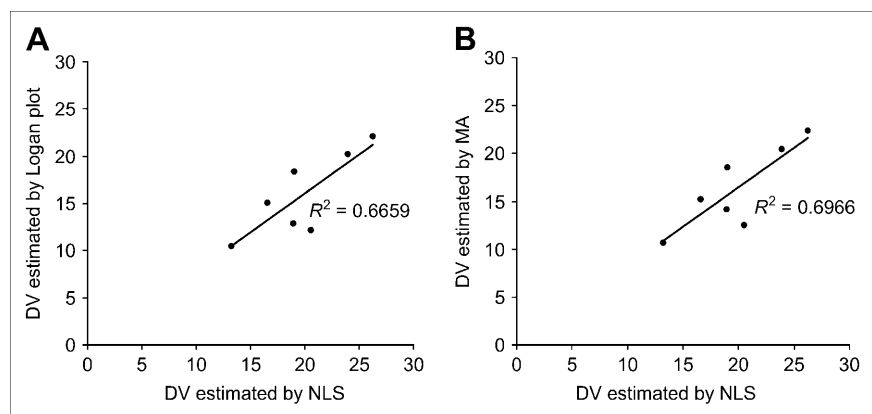 A
30
25
20
15
10
5
0
DV estimated by Logan plot
R² = 0.6659
0 5 10 15 20 25 30
DV estimated by NLS
B
30
25
20
15
10
5
0
DV estimated by MA
R² = 0.6966
0 5 10 15 20 25 30
DV estimated by NLS